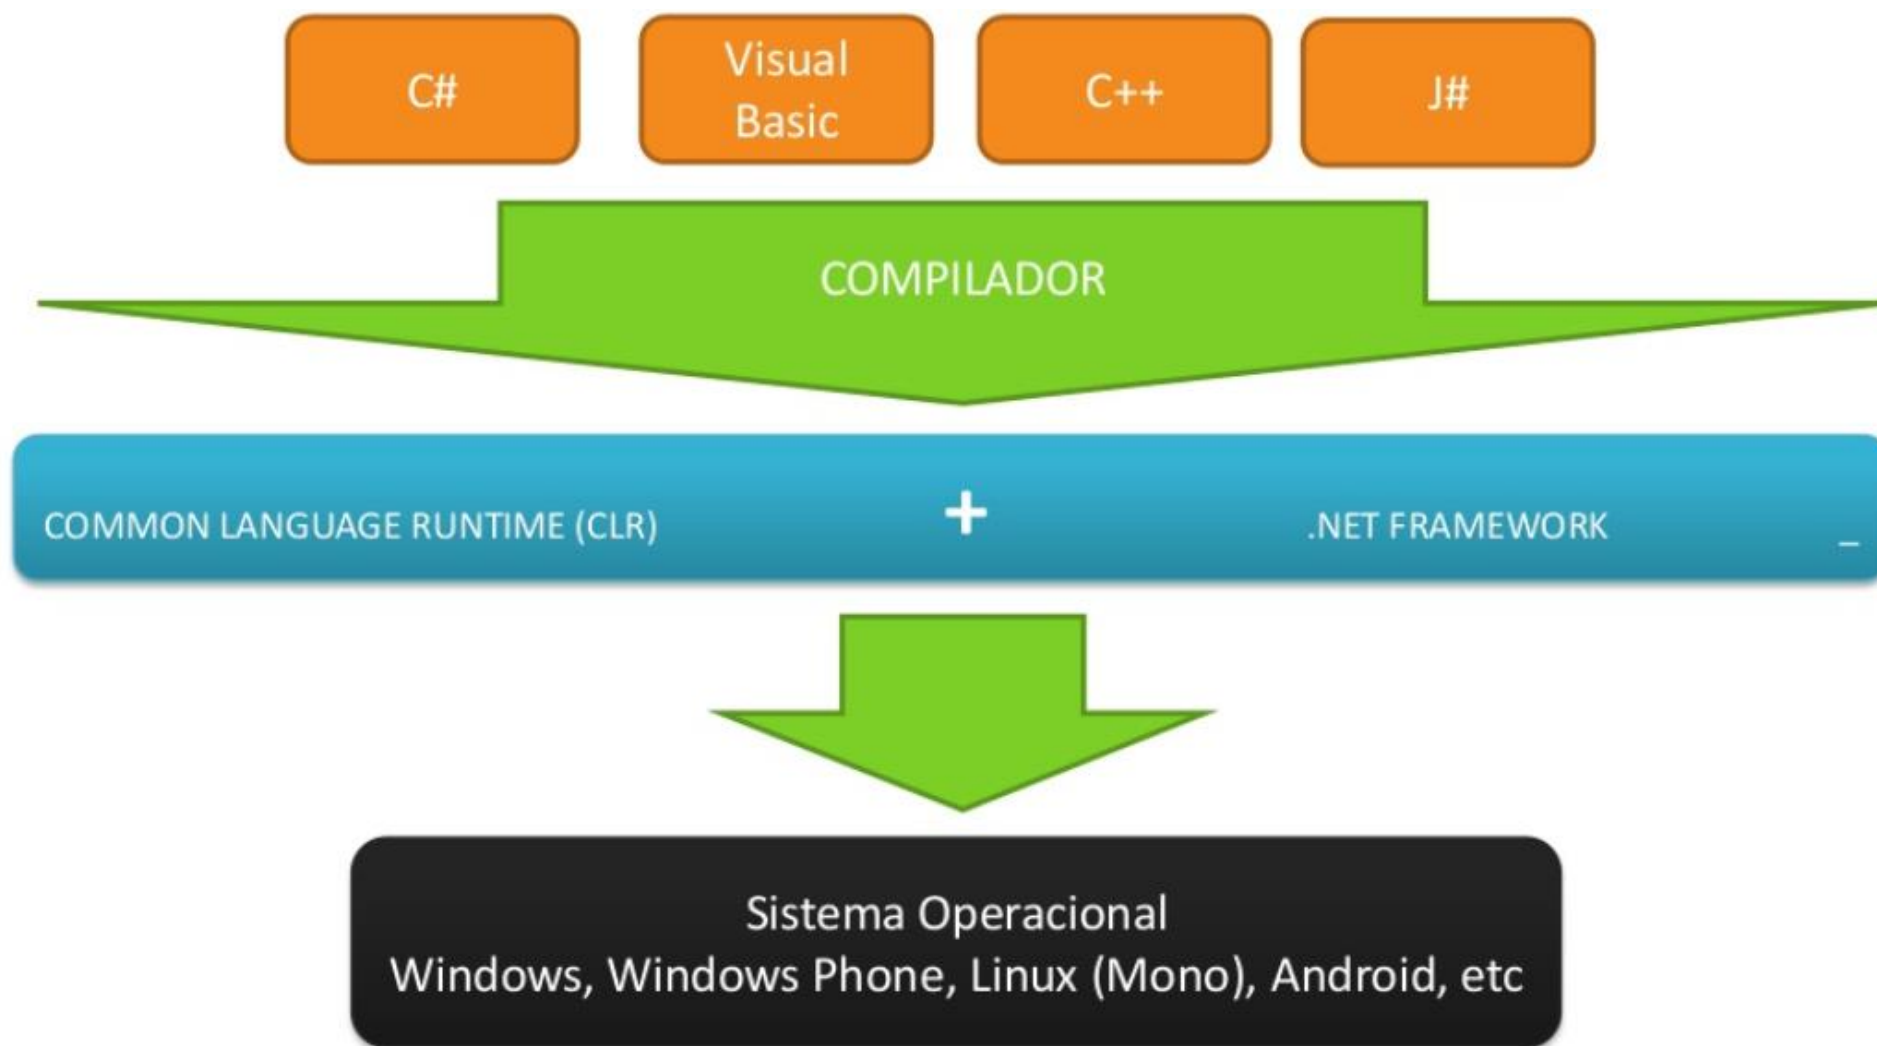 C#
Visual
Basic
C++
J#
COMPILADOR
COMMON LANGUAGE RUNTIME (CLR) + .NET FRAMEWORK _
Sistema Operacional
Windows, Windows Phone, Linux (Mono), Android, etc